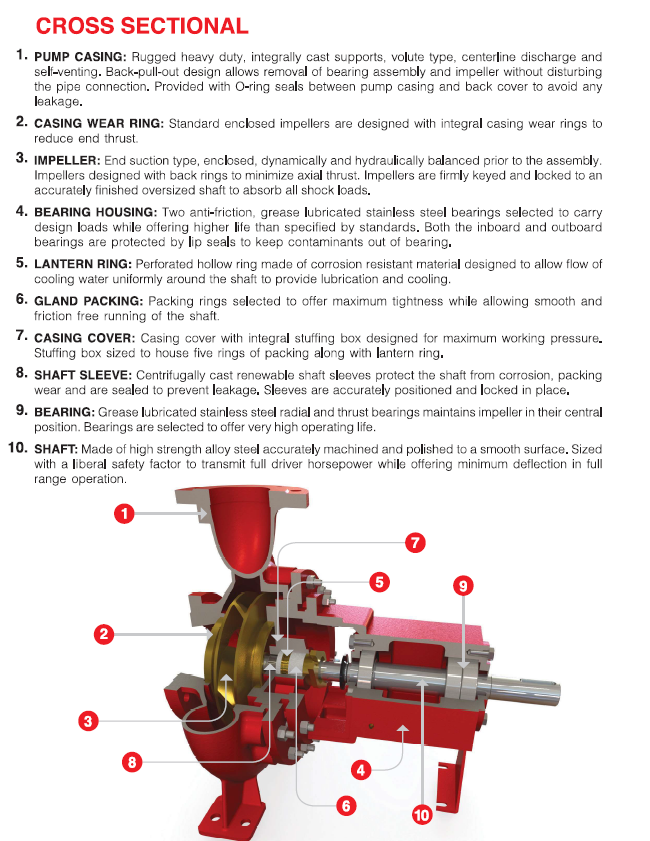 CROSS SECTIONAL
1. PUMP CASING: Rugged heavy duty, integrally cast supports, volute type, centerline discharge and
self-venting. Back-pull-out design allows removal of bearing assembly and impeller without disturbing
the pipe connection. Provided with O-ring seals between pump casing and back cover to avoid any
leakage.
2. CASING WEAR RING: Standard enclosed impellers are designed with integral casing wear rings to
reduce end thrust.
3. IMPELLER: End suction type, enclosed, dynamically and hydraulically balanced prior to the assembly.
Impellers designed with back rings to minimize axial thrust. Impellers are firmly keyed and locked to an
accurately finished oversized shaft to absorb all shock loads.
4. BEARING HOUSING: Two anti-friction, grease lubricated stainless steel bearings selected to carry
design loads while offering higher life than specified by standards. Both the inboard and outboard
bearings are protected by lip seals to keep contaminants out of bearing.
5. LANTERN RING: Perforated hollow ring made of corrosion resistant material designed to allow flow of
cooling water uniformly around the shaft to provide lubrication and cooling.
6. GLAND PACKING: Packing rings selected to offer maximum tightness while allowing smooth and
friction free running of the shaft.
7. CASING COVER: Casing cover with integral stuffing box designed for maximum working pressure.
Stuffing box sized to house five rings of packing along with lantern ring.
8. SHAFT SLEEVE: Centrifugally cast renewable shaft sleeves protect the shaft from corrosion, packing
wear and are sealed to prevent leakage. Sleeves are accurately positioned and locked in place.
9. BEARING: Grease lubricated stainless steel radial and thrust bearings maintains impeller in their central
position. Bearings are selected to offer very high operating life.
10. SHAFT: Made of high strength alloy steel accurately machined and polished to a smooth surface. Sized
with a liberal safety factor to transmit full driver horsepower while offering minimum deflection in full
range operation.
1
7
5
9
2
3
8
4
6
10